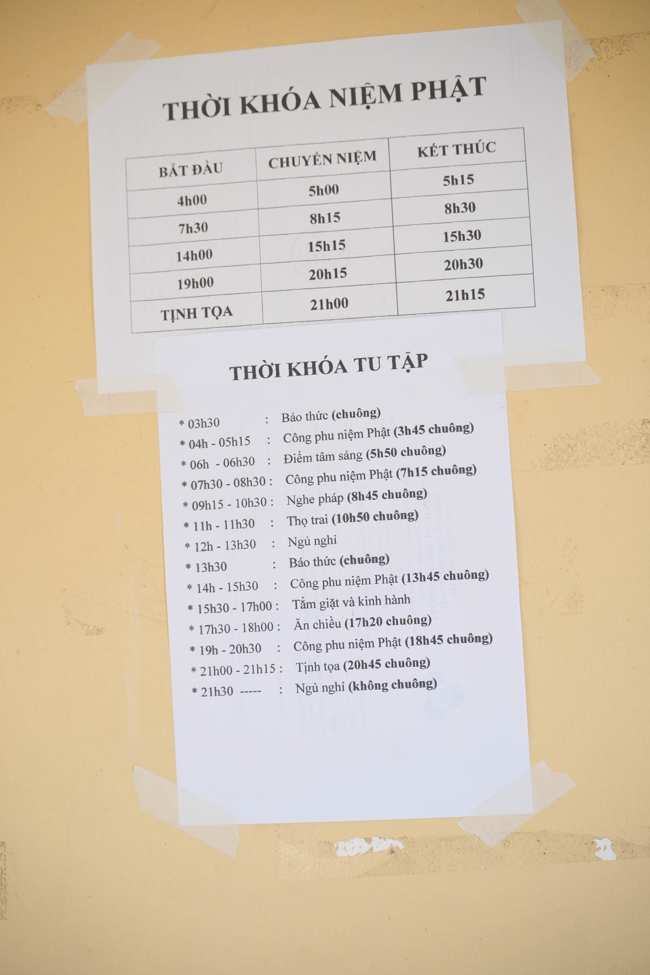 THỜI KHÓA NIỆM PHẬT
BẮT ĐẦU CHUYỂN NIỆM KẾT THÚC
4h00 5h00 5h15
7h30 8h15 8h30
14h00 15h15 15h30
19h00 20h15 20h30
TỊNH TỌA 21h00 21h15
THỜI KHÓA TU TẬP
* 03h30 : Báo thức (chuông)
* 04h - 05h15 : Công phu niệm Phật (3h45 chuông)
* 06h - 06h30 : Điểm tâm sáng (5h50 chuông)
* 07h30 - 08h30 : Công phu niệm Phật (7h15 chuông)
* 09h15 - 10h30 : Nghe pháp (8h45 chuông)
* 11h - 11h30 : Thọ trai (10h50 chuông)
* 12h - 13h30 : Ngủ nghỉ
* 13h30 : Báo thức (chuông)
* 14h - 15h30 : Công phu niệm Phật (13h45 chuông)
* 15h30 - 17h00 : Tắm giặt và kinh hành
* 17h30 - 18h00 : Ăn chiều (17h20 chuông)
* 19h - 20h30 : Công phu niệm Phật (18h45 chuông)
* 21h00 - 21h15 : Tịnh tọa (20h45 chuông)
* 21h30 ----- : Ngủ nghỉ (không chuông)